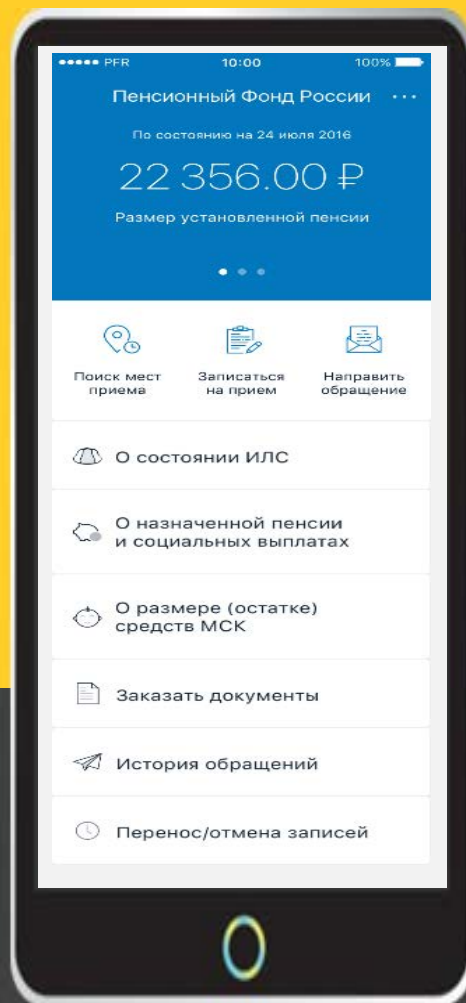 PFR 10:00 100%
Пенсионный Фонд России ...
По состоянию на 24 июля 2016
22 356.00 ₽
Размер установленной пенсии
Поиск мест
приема
Записаться
на прием
Направить
обращение
О состоянии ИЛС
О назначенной пенсии
и социальных выплатах
О размере (остатке)
средств МСК
Заказать документы
История обращений
Перенос/отмена записей